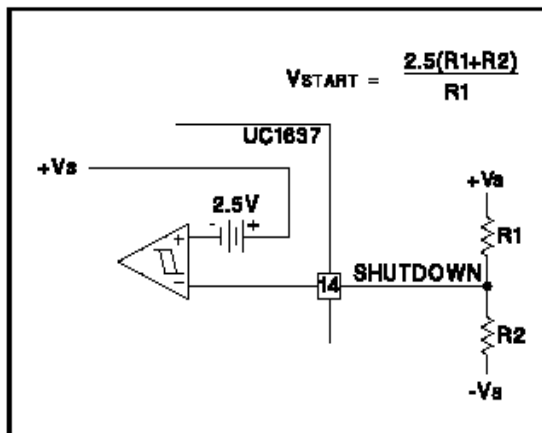 VSTART = 2.5(R1+R2)
R1
UC1637
+Vs
2.5V
- +
+Vs
R1
+
-
14
SHUTDOWN
R2
-Vs